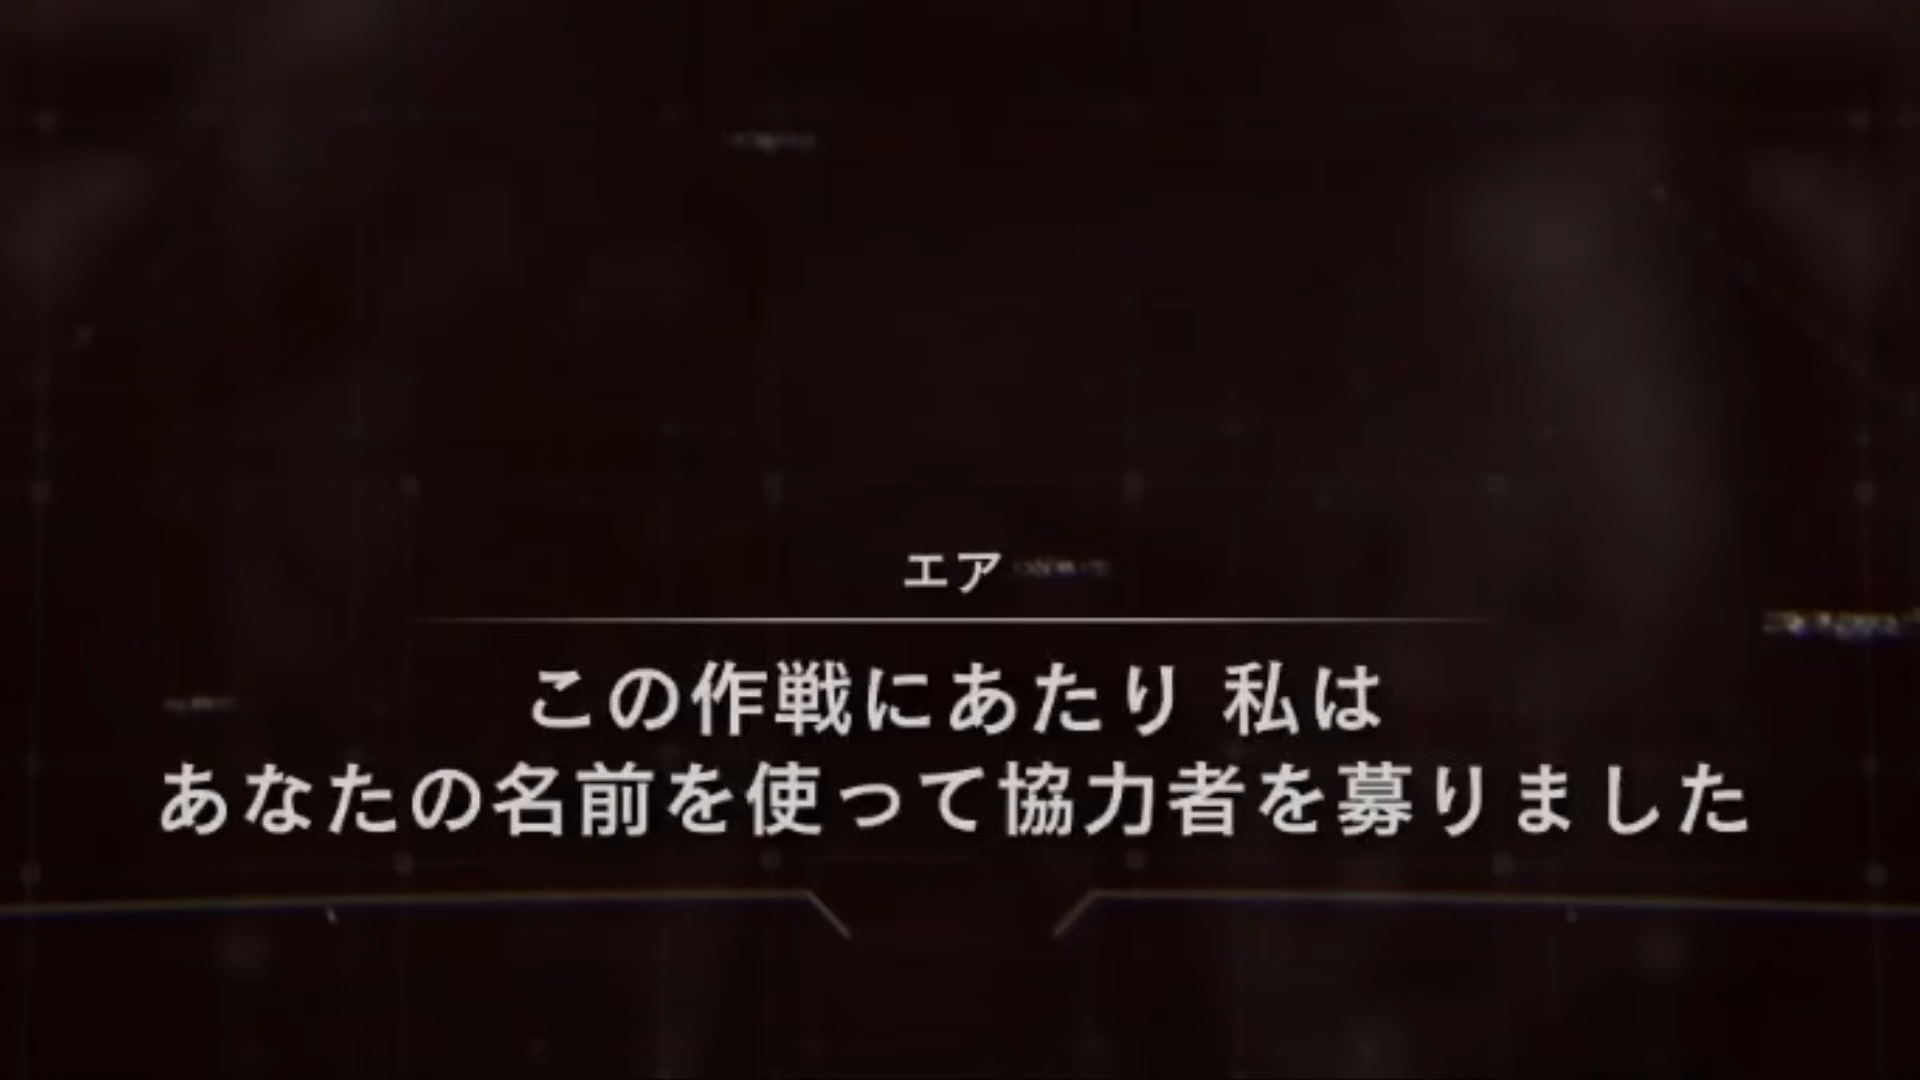 エア
この作戦にあたり 私は
あなたの名前を使って協力者を募りました